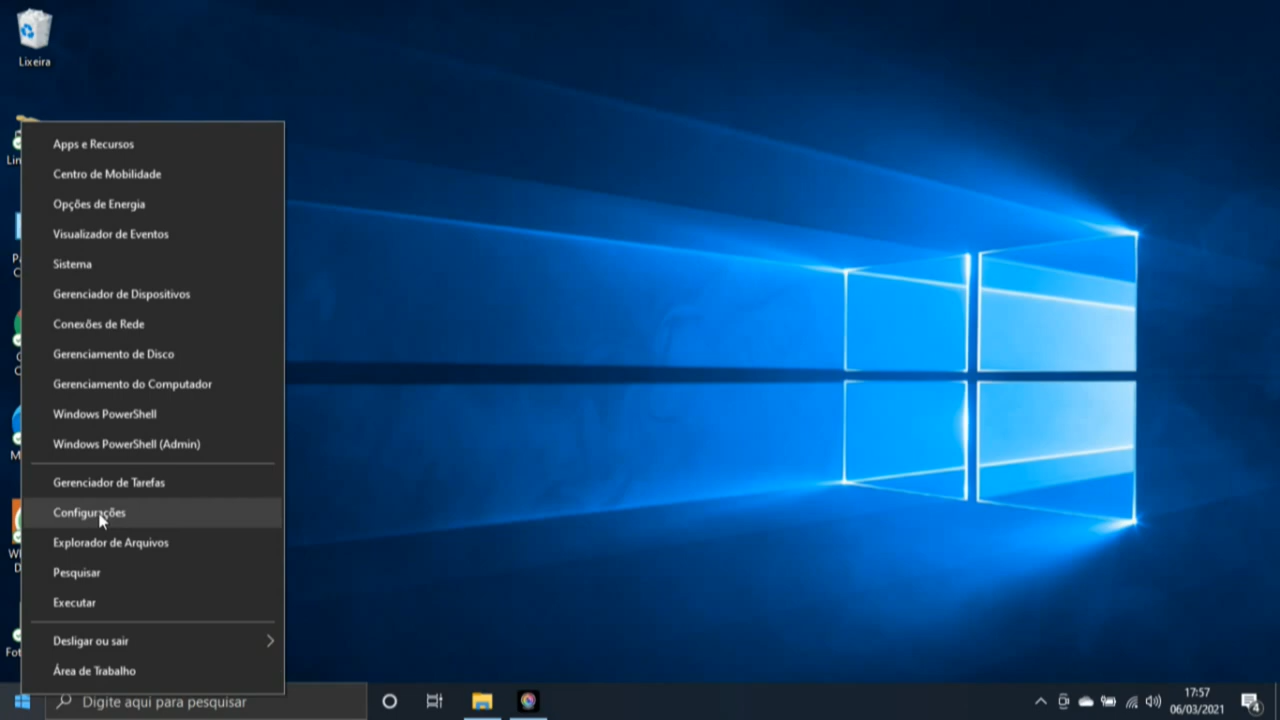 Lixeira
Apps e Recursos
Centro de Mobilidade
Opções de Energia
Visualizador de Eventos
Sistema
Gerenciador de Dispositivos
Conexões de Rede
Gerenciamento de Disco
Gerenciamento do Computador
Windows PowerShell
Windows PowerShell (Admin)
Gerenciador de Tarefas
Configurações
Explorador de Arquivos
Pesquisar
Executar
Desligar ou sair
Área de Trabalho
Digite aqui para pesquisar
17:57
06/03/2021
4